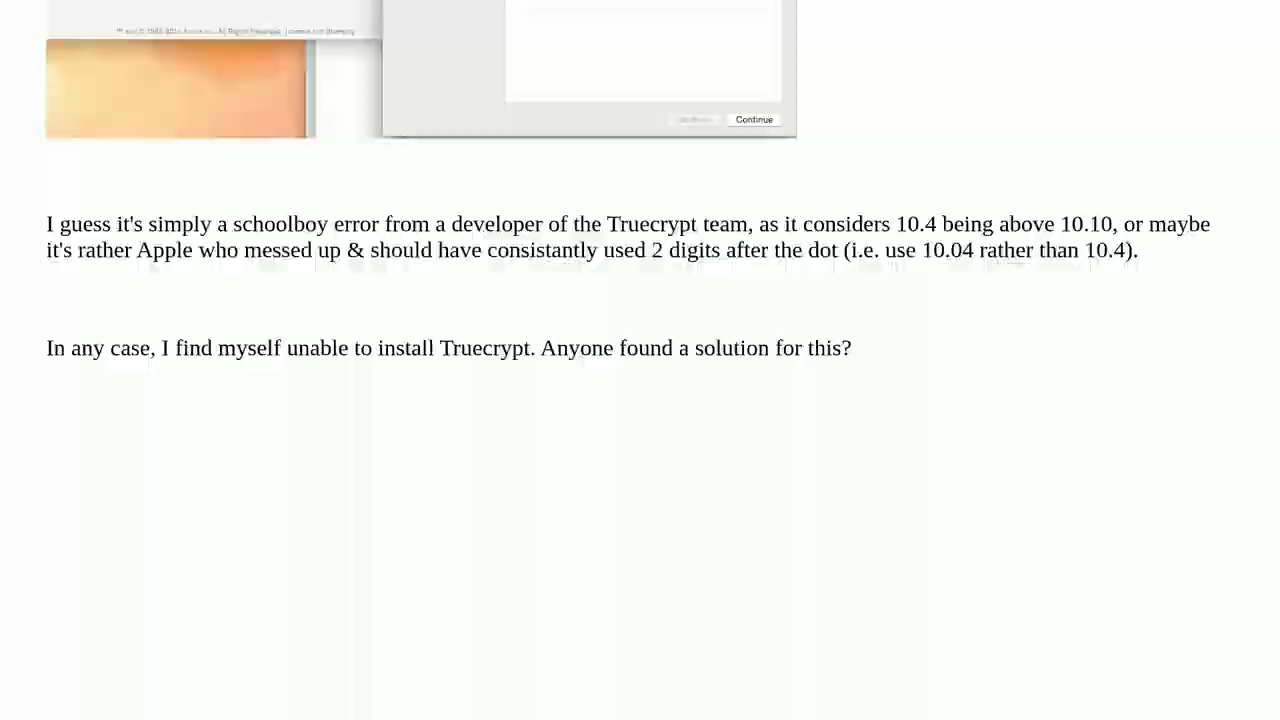 Continue
I guess it's simply a schoolboy error from a developer of the Truecrypt team, as it considers 10.4 being above 10.10, or maybe
it's rather Apple who messed up & should have consistantly used 2 digits after the dot (i.e. use 10.04 rather than 10.4).
In any case, I find myself unable to install Truecrypt. Anyone found a solution for this?